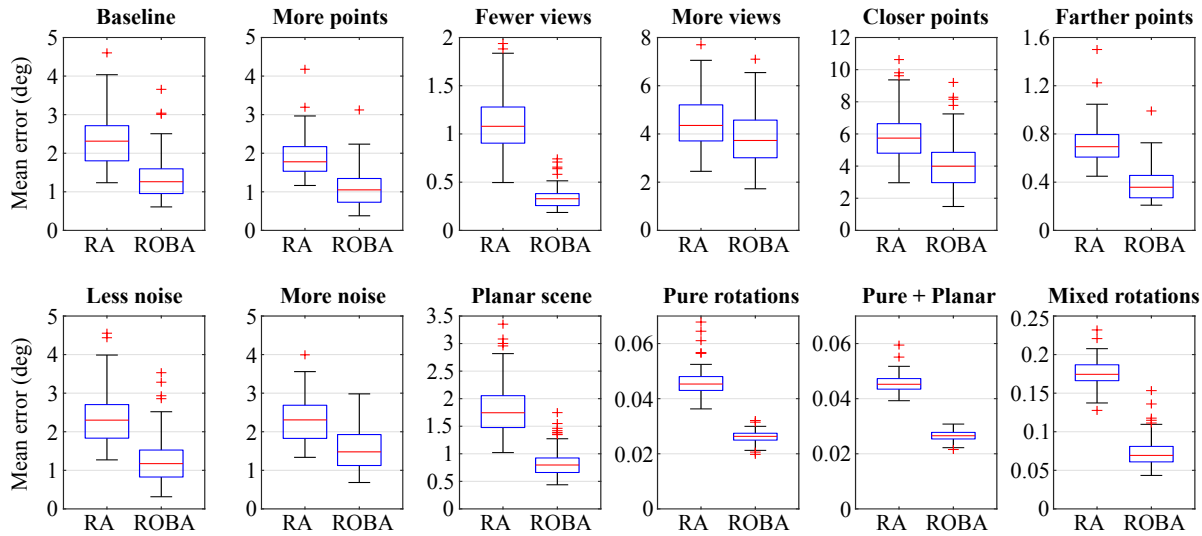 Baseline
More points
Fewer views
More views
Closer points
Farther points
Mean error (deg)
5
4
3
2
1
0
RA ROBA
5
4
3
2
1
0
RA ROBA
2
1.5
1
0.5
0
RA ROBA
8
6
4
2
0
RA ROBA
12
10
8
6
4
2
0
RA ROBA
1.6
1.2
0.8
0.4
0
RA ROBA
Less noise
More noise
Planar scene
Pure rotations
Pure + Planar
Mixed rotations
Mean error (deg)
5
4
3
2
1
0
RA ROBA
5
4
3
2
1
0
RA ROBA
3.5
3
2.5
2
1.5
1
0.5
0
RA ROBA
0.06
0.04
0.02
0
RA ROBA
0.06
0.04
0.02
0
RA ROBA
0.25
0.2
0.15
0.1
0.05
0
RA ROBA